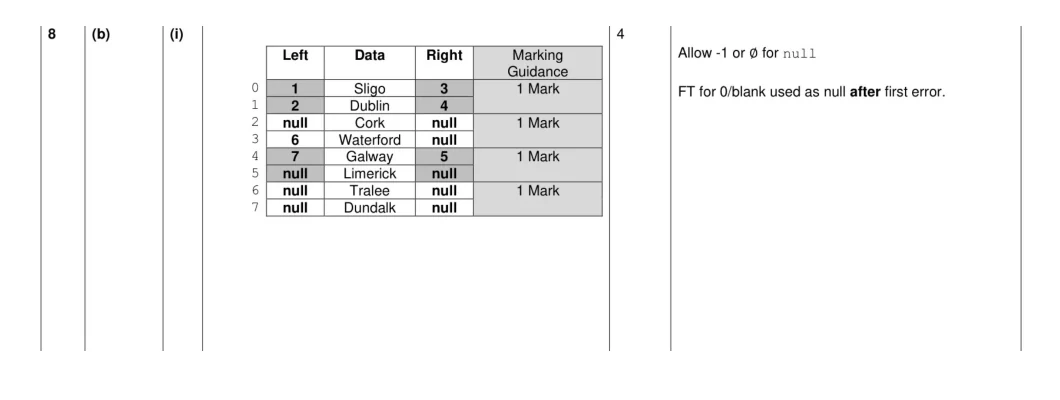 8 (b) (i) 4
Left Data Right Marking Guidance
Allow -1 or ∅ for null
0 1 Sligo 3 1 Mark
FT for 0/blank used as null after first error.
1 2 Dublin 4
2 null Cork null 1 Mark
3 6 Waterford null
4 7 Galway 5 1 Mark
5 null Limerick null
6 null Tralee null 1 Mark
7 null Dundalk null